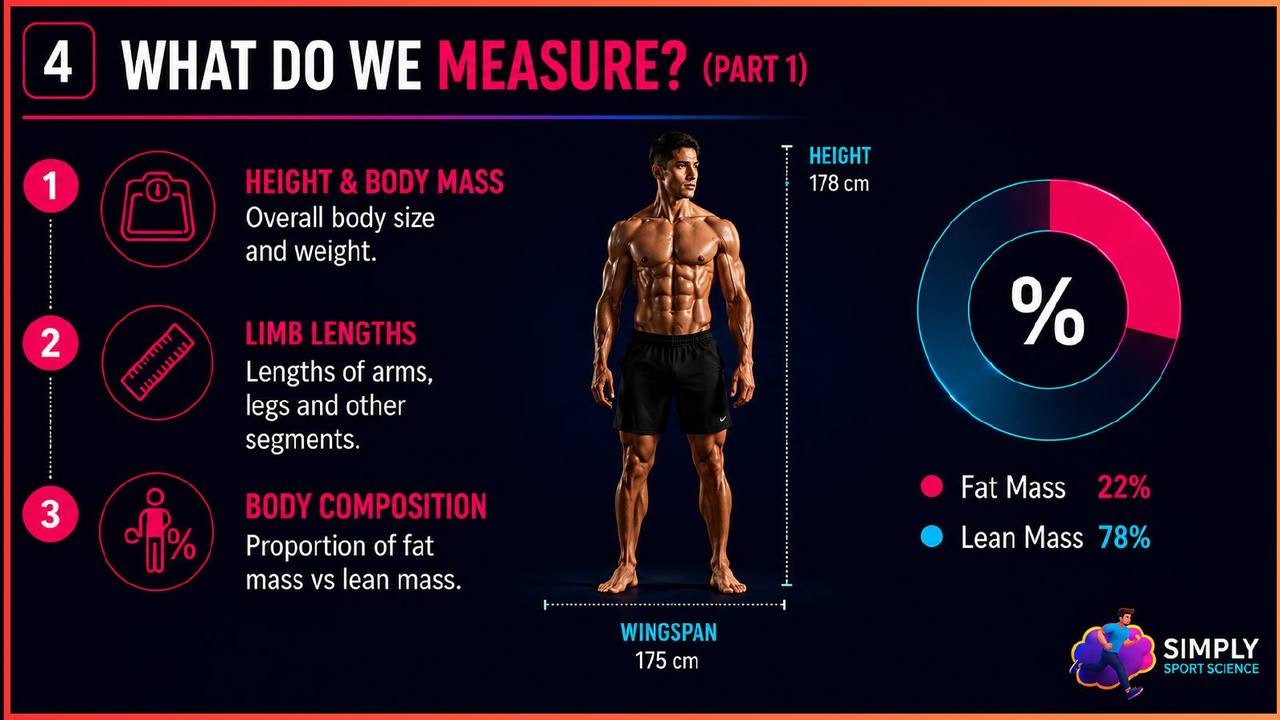 4 WHAT DO WE MEASURE? (PART 1)
1
HEIGHT & BODY MASS
Overall body size
and weight.
2
LIMB LENGTHS
Lengths of arms,
legs and other
segments.
3
%
BODY COMPOSITION
Proportion of fat
mass vs lean mass.
HEIGHT
178 cm
WINGSPAN
175 cm
%
Fat Mass 22%
Lean Mass 78%
SIMPLY
SPORT SCIENCE